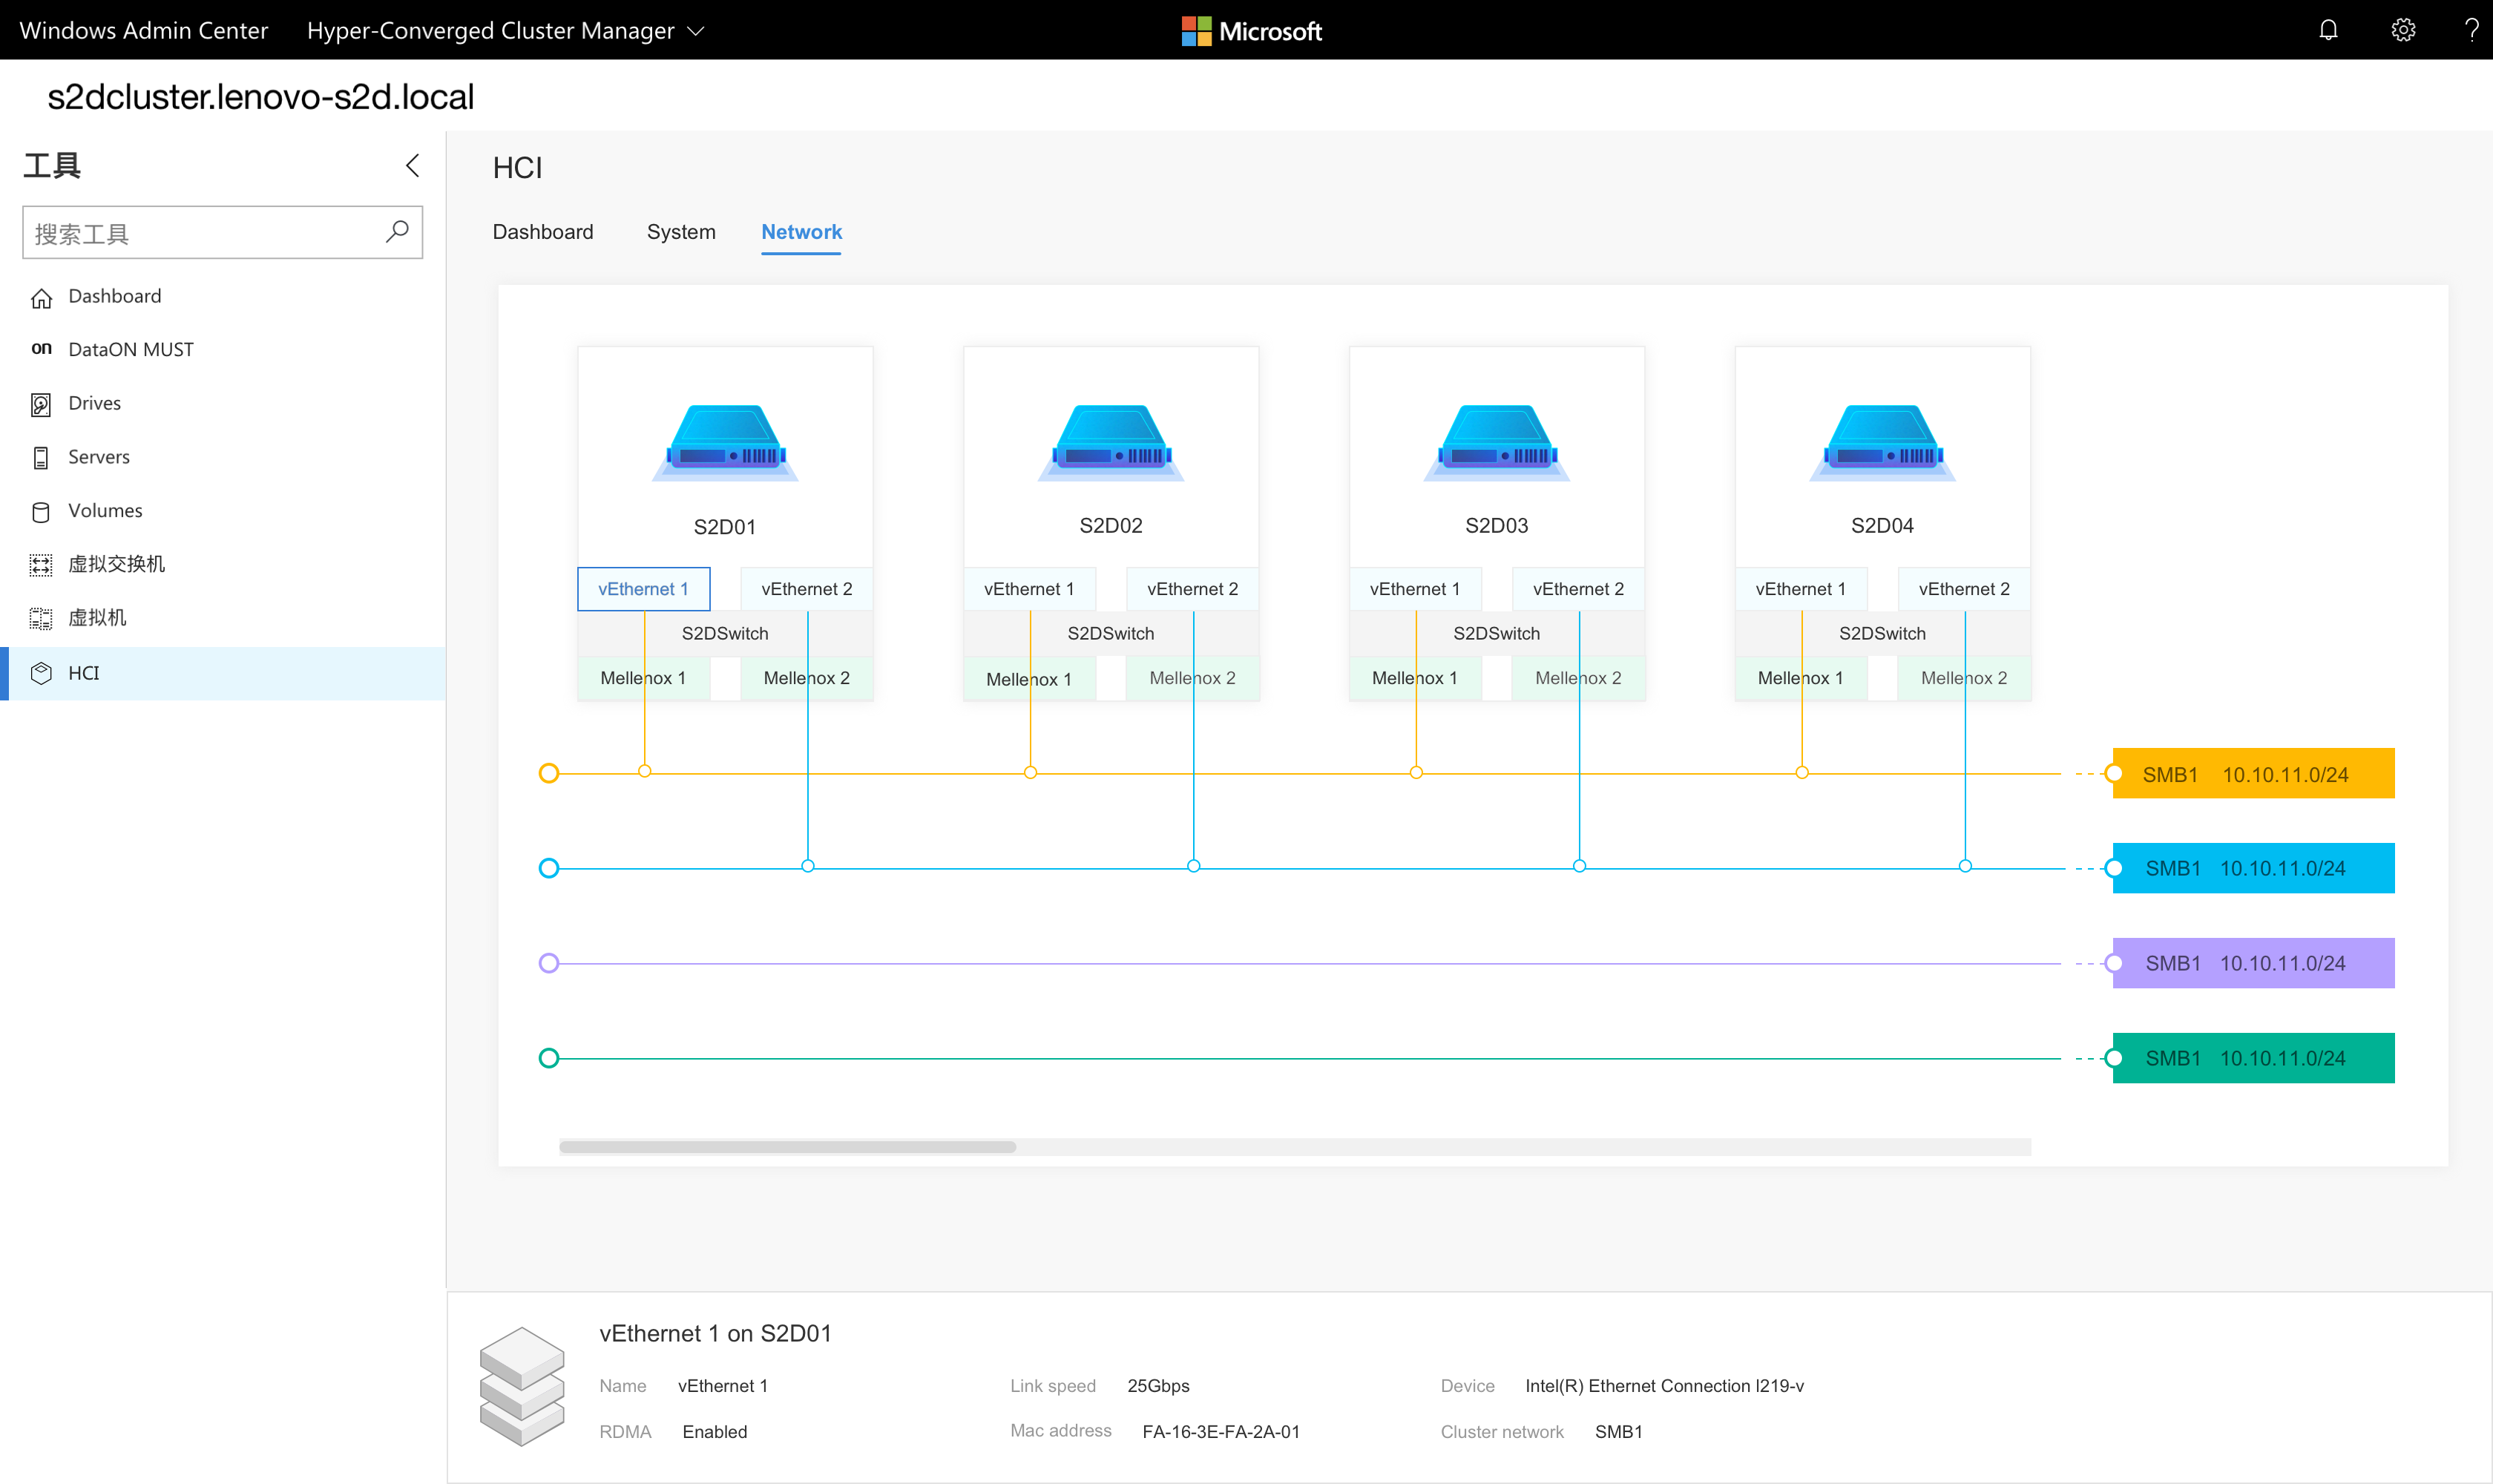 Windows Admin Center Hyper-Converged Cluster Manager Microsoft ?
s2dcluster.lenovo-s2d.local
工具
搜索工具
Dashboard
on DataON MUST
Drives
Servers
Volumes
虚拟交换机
虚拟机
HCI
HCI
Dashboard System Network
S2D01 S2D02 S2D03 S2D04
vEthernet 1 vEthernet 2 vEthernet 1 vEthernet 2 vEthernet 1 vEthernet 2 vEthernet 1 vEthernet 2
S2DSwitch S2DSwitch S2DSwitch S2DSwitch
Mellenox 1 Mellenox 2 Mellenox 1 Mellenox 2 Mellenox 1 Mellenox 2 Mellenox 1 Mellenox 2
SMB1 10.10.11.0/24
SMB1 10.10.11.0/24
SMB1 10.10.11.0/24
SMB1 10.10.11.0/24
vEthernet 1 on S2D01
Name vEthernet 1 Link speed 25Gbps Device Intel(R) Ethernet Connection l219-v
RDMA Enabled Mac address FA-16-3E-FA-2A-01 Cluster network SMB1